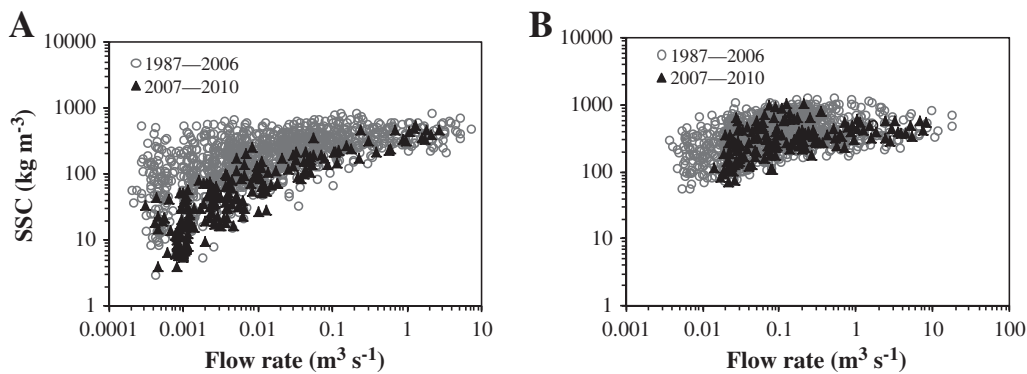 A
10000
1000
100
10
1
SSC (kg m⁻³)
○ 1987—2006
▲ 2007—2010
0.0001 0.001 0.01 0.1 1 10
Flow rate (m³ s⁻¹)
B
10000
1000
100
10
1
○ 1987—2006
▲ 2007—2010
0.001 0.01 0.1 1 10 100
Flow rate (m³ s⁻¹)